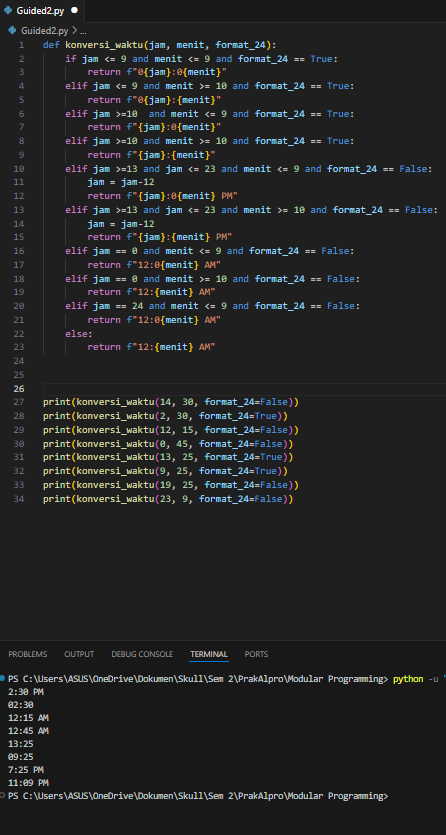 Guided2.py
Guided2.py > ...
1 def konversi_waktu(jam, menit, format_24):
2     if jam <= 9 and menit <= 9 and format_24 == True:
3         return f"0{jam}:0{menit}"
4     elif jam <= 9 and menit >= 10 and format_24 == True:
5         return f"0{jam}:{menit}"
6     elif jam >=10  and menit <= 9 and format_24 == True:
7         return f"{jam}:0{menit}"
8     elif jam >=10 and menit >= 10 and format_24 == True:
9         return f"{jam}:{menit}"
10     elif jam >=13 and jam <= 23 and menit <= 9 and format_24 == False:
11         jam = jam-12
12         return f"{jam}:0{menit} PM"
13     elif jam >=13 and jam <= 23 and menit >= 10 and format_24 == False:
14         jam = jam-12
15         return f"{jam}:{menit} PM"
16     elif jam == 0 and menit <= 9 and format_24 == False:
17         return f"12:0{menit} AM"
18     elif jam == 0 and menit >= 10 and format_24 == False:
19         return f"12:{menit} AM"
20     elif jam == 24 and menit <= 9 and format_24 == False:
21         return f"12:0{menit} AM"
22     else:
23         return f"12:{menit} AM"
24
25
26
27 print(konversi_waktu(14, 30, format_24=False))
28 print(konversi_waktu(2, 30, format_24=True))
29 print(konversi_waktu(12, 15, format_24=False))
30 print(konversi_waktu(0, 45, format_24=False))
31 print(konversi_waktu(13, 25, format_24=True))
32 print(konversi_waktu(9, 25, format_24=True))
33 print(konversi_waktu(19, 25, format_24=False))
34 print(konversi_waktu(23, 9, format_24=False))
PROBLEMS OUTPUT DEBUG CONSOLE TERMINAL PORTS
PS C:\Users\ASUS\OneDrive\Dokumen\Skull\Sem 2\PrakAlpro\Modular Programming> python -u "
2:30 PM
02:30
12:15 AM
12:45 AM
13:25
09:25
7:25 PM
11:09 PM
PS C:\Users\ASUS\OneDrive\Dokumen\Skull\Sem 2\PrakAlpro\Modular Programming>